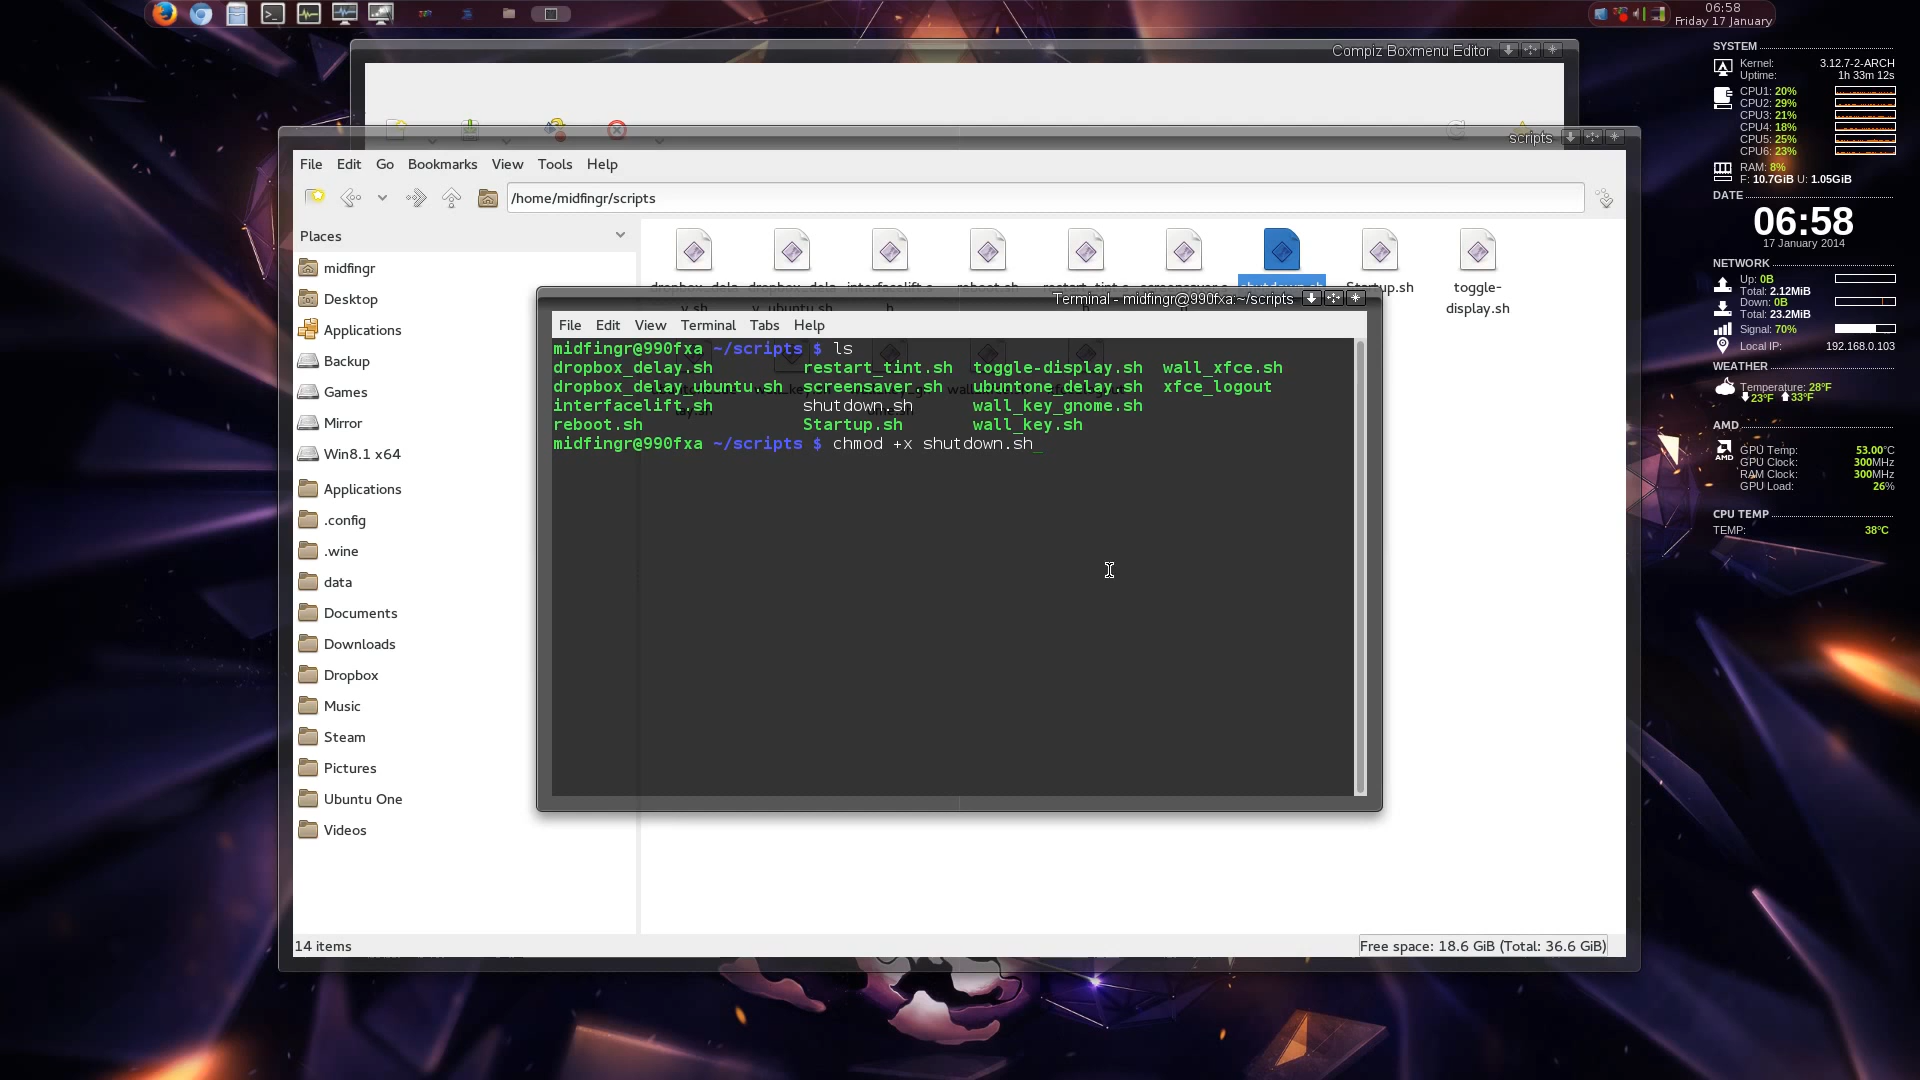 06:58
Friday 17 January
Compiz Boxmenu Editor
scripts
File Edit Go Bookmarks View Tools Help
/home/midfingr/scripts
Places
midfingr
Desktop
Applications
Backup
Games
Mirror
Win8.1 x64
Applications
.config
.wine
data
Documents
Downloads
Dropbox
Music
Steam
Pictures
Ubuntu One
Videos
Startup.sh
toggle-
display.sh
14 items
Free space: 18.6 GiB (Total: 36.6 GiB)
Terminal - midfingr@990fxa:~/scripts
File Edit View Terminal Tabs Help
midfingr@990fxa ~/scripts $ ls
dropbox_delay.sh restart_tint.sh toggle-display.sh wall_xfce.sh
dropbox_delay_ubuntu.sh screensaver.sh ubuntone_delay.sh xfce_logout
interfacelift.sh shutdown.sh wall_key_gnome.sh
reboot.sh Startup.sh wall_key.sh
midfingr@990fxa ~/scripts $ chmod +x shutdown.sh
SYSTEM
Kernel: 3.12.7-2-ARCH
Uptime: 1h 33m 12s
CPU1: 20%
CPU2: 29%
CPU3: 21%
CPU4: 18%
CPU5: 25%
CPU6: 23%
RAM: 8%
F: 10.7GiB U: 1.05GiB
DATE
06:58
17 January 2014
NETWORK
Up: 0B
Total: 2.12MiB
Down: 0B
Total: 23.2MiB
Signal: 70%
Local IP: 192.168.0.103
WEATHER
Temperature: 28°F
23°F 33°F
AMD
AMD
GPU Temp: 53.00°C
GPU Clock: 300MHz
RAM Clock: 300MHz
GPU Load: 26%
CPU TEMP
TEMP: 38°C